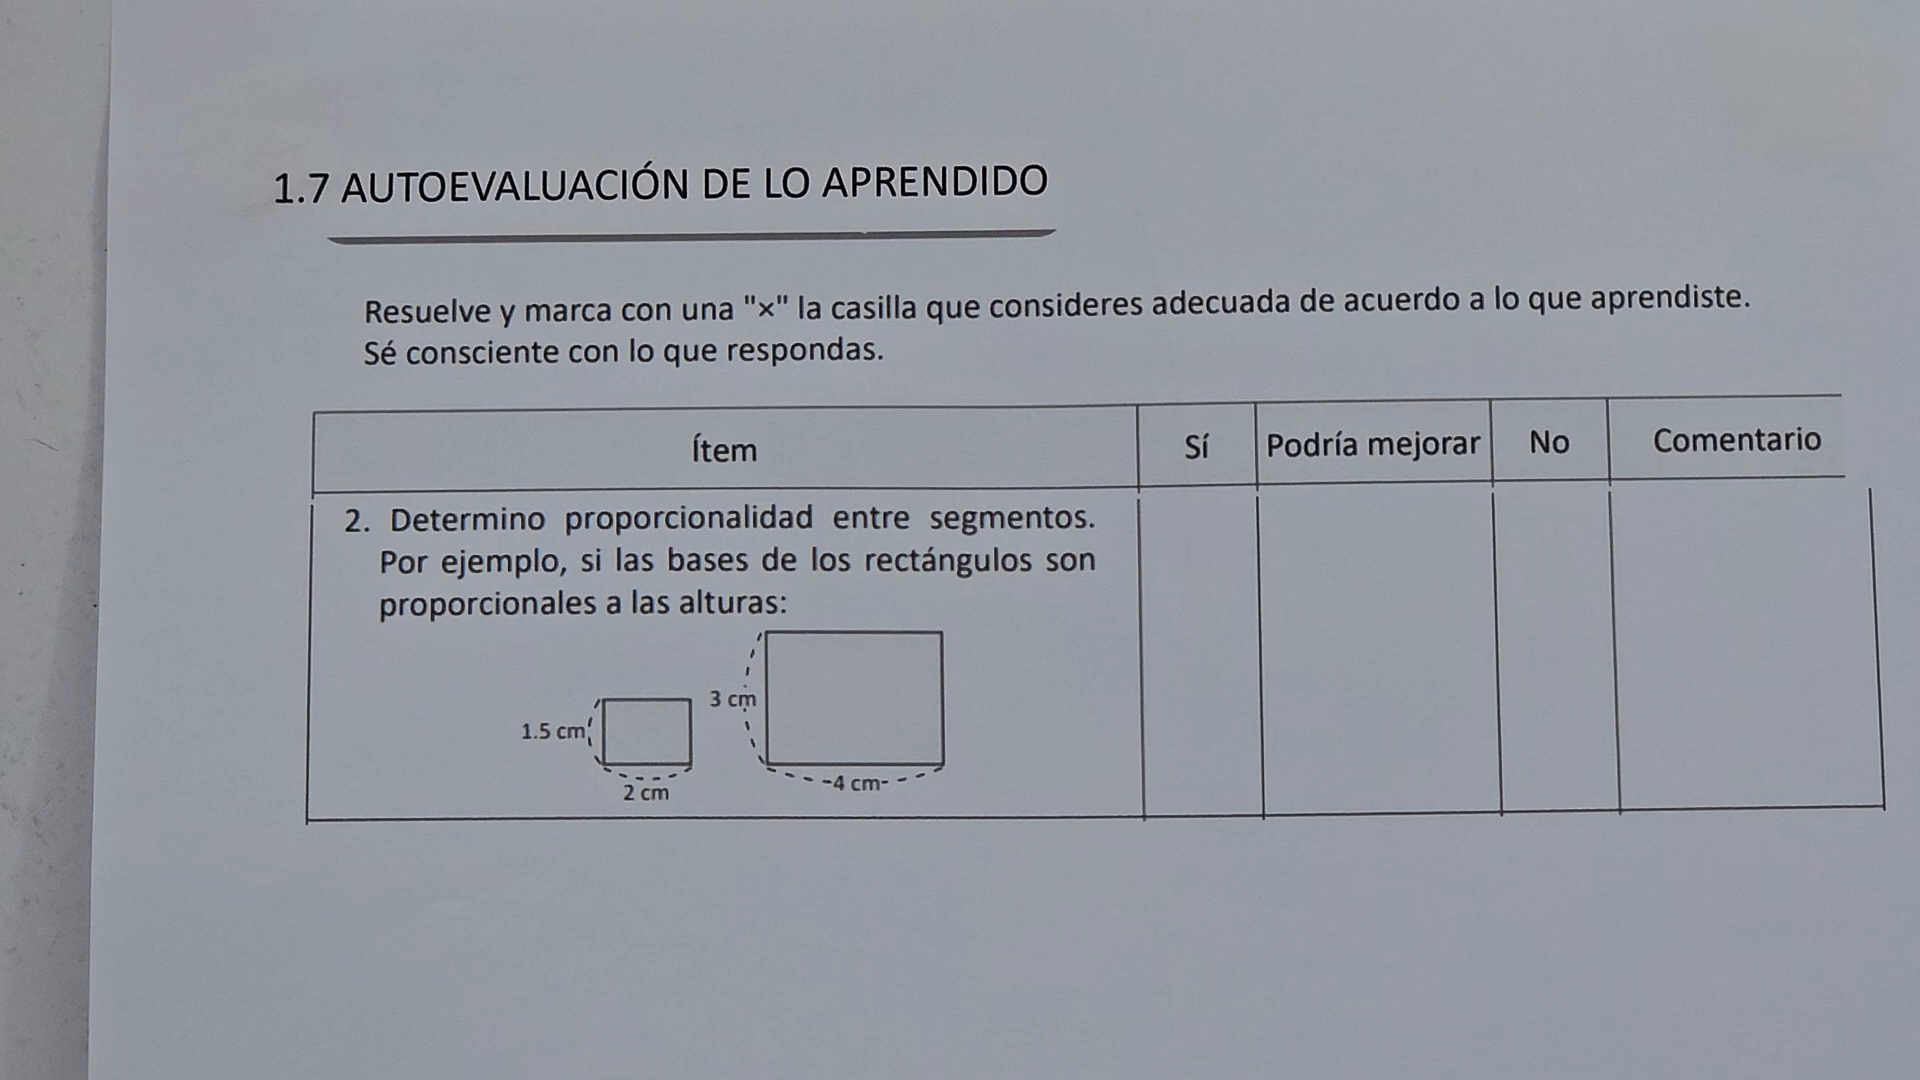 1.7 AUTOEVALUACIÓN DE LO APRENDIDO
Resuelve y marca con una "×" la casilla que consideres adecuada de acuerdo a lo que aprendiste.
Sé consciente con lo que respondas.
Ítem Sí Podría mejorar No Comentario
2. Determino proporcionalidad entre segmentos.
Por ejemplo, si las bases de los rectángulos son
proporcionales a las alturas:
3 cm
1.5 cm
4 cm
2 cm